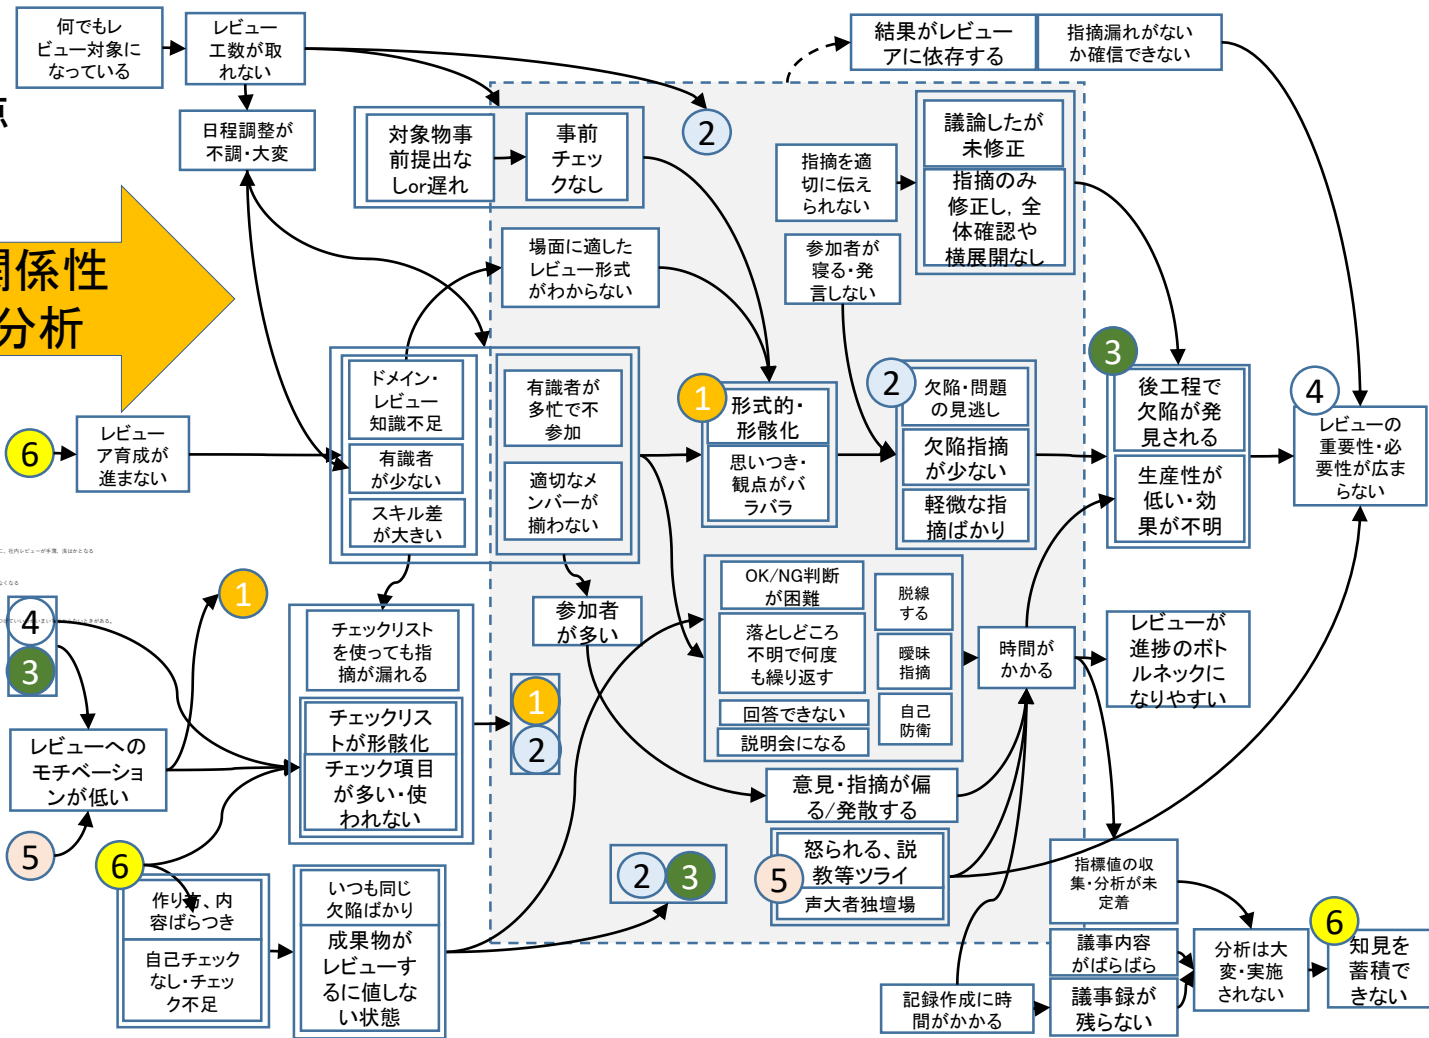 何でもレ
ビュー対象に
なっている
レビュー
工数が取
れない
結果がレビュー
アに依存する
指摘漏れがない
か確信できない
点
日程調整が
不調・大変
対象物事
前提出な
しor遅れ
事前
チェッ
クなし
2
指摘を適
切に伝え
られない
議論したが
未修正
指摘のみ
修正し, 全
体確認や
横展開なし
関係性
分析
場面に適した
レビュー形式
がわからない
参加者が
寝る・発
言しない
ドメイン・
レビュー
知識不足
有識者
が少ない
スキル差
が大きい
有識者が
多忙で不
参加
適切なメ
ンバーが
揃わない
1
形式的・
形骸化
思いつき・
観点がバ
ラバラ
2
欠陥・問題
の見逃し
欠陥指摘
が少ない
軽微な指
摘ばかり
3
後工程で
欠陥が発
見される
生産性が
低い・効
果が不明
4
レビューの
重要性・必
要性が広ま
らない
6
レビュー
ア育成が
進まない
に、社内レビューが手薄、浅はかとなる
なくなる
4
3
1
チェックリスト
を使っても指
摘が漏れる
チェックリス
トが形骸化
チェック項目
が多い・使
われない
1
2
参加者
が多い
OK/NG判断
が困難
落としどころ
不明で何度
も繰り返す
回答できない
説明会になる
脱線
する
曖昧
指摘
自己
防衛
時間が
かかる
レビューが
進捗のボト
ルネックに
なりやすい
レビューへの
モチベーショ
ンが低い
5
意見・指摘が偏
る/発散する
5
怒られる、説
教等ツライ
声大者独壇場
2
3
6
作り方、内
容ばらつき
自己チェック
なし・チェッ
ク不足
いつも同じ
欠陥ばかり
成果物が
レビューす
るに値しな
い状態
指標値の収
集・分析が未
定着
議事内容
がばらばら
議事録が
残らない
記録作成に時
間がかかる
分析は大
変・実施
されない
6
知見を
蓄積で
きない